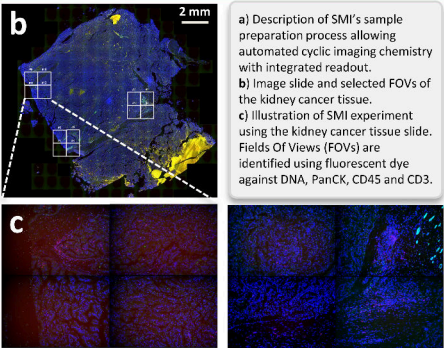 b
2 mm
a) Description of SMI's sample
preparation process allowing
automated cyclic imaging chemistry
with integrated readout.
b) Image slide and selected FOVs of
the kidney cancer tissue.
c) Illustration of SMI experiment
using the kidney cancer tissue slide.
Fields Of Views (FOVs) are
identified using fluorescent dye
against DNA, PanCK, CD45 and CD3.
c